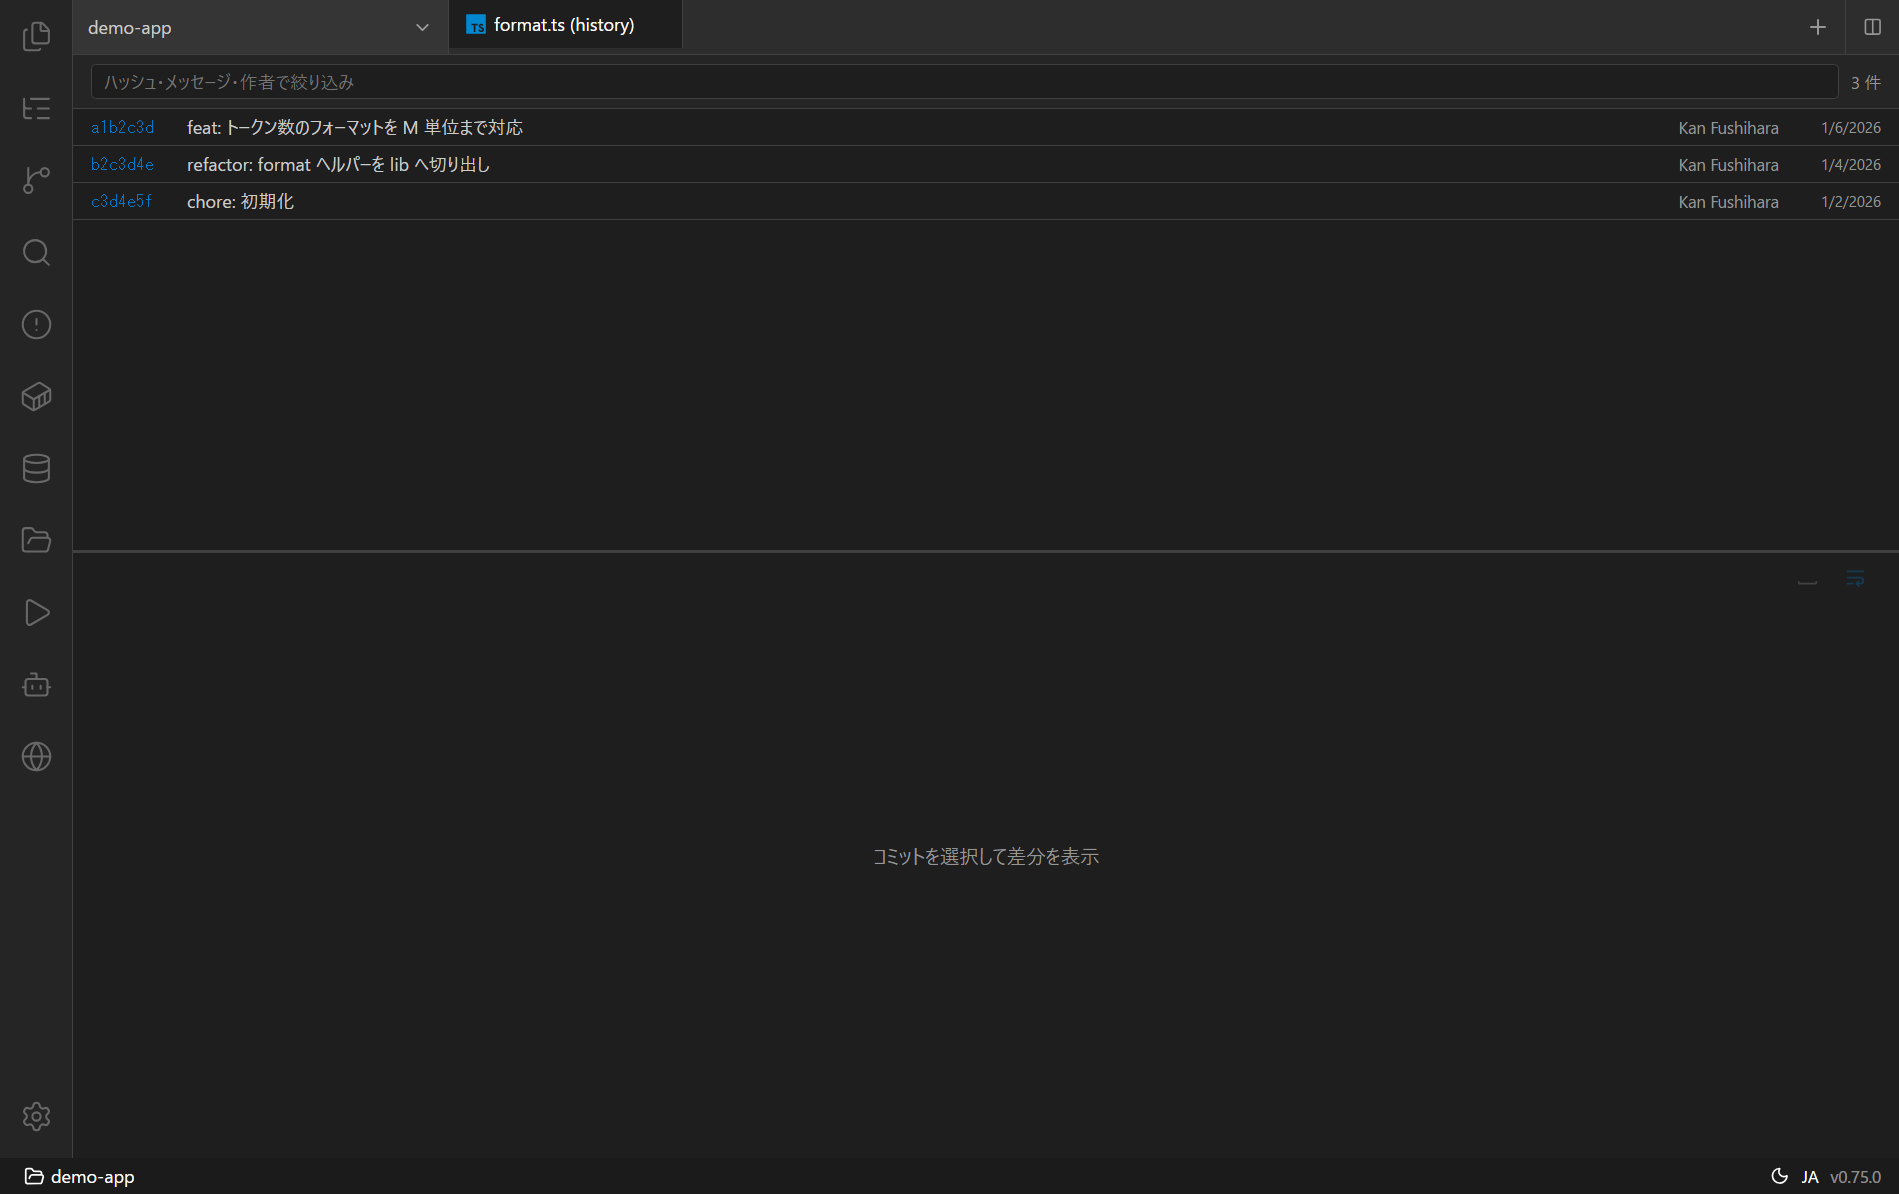 demo-app
TS format.ts (history)
ハッシュ・メッセージ・作者で絞り込み
3 件
a1b2c3d feat: トークン数のフォーマットを M 単位まで対応 Kan Fushihara 1/6/2026
b2c3d4e refactor: format ヘルパーを lib へ切り出し Kan Fushihara 1/4/2026
c3d4e5f chore: 初期化 Kan Fushihara 1/2/2026
コミットを選択して差分を表示
demo-app
JA v0.75.0